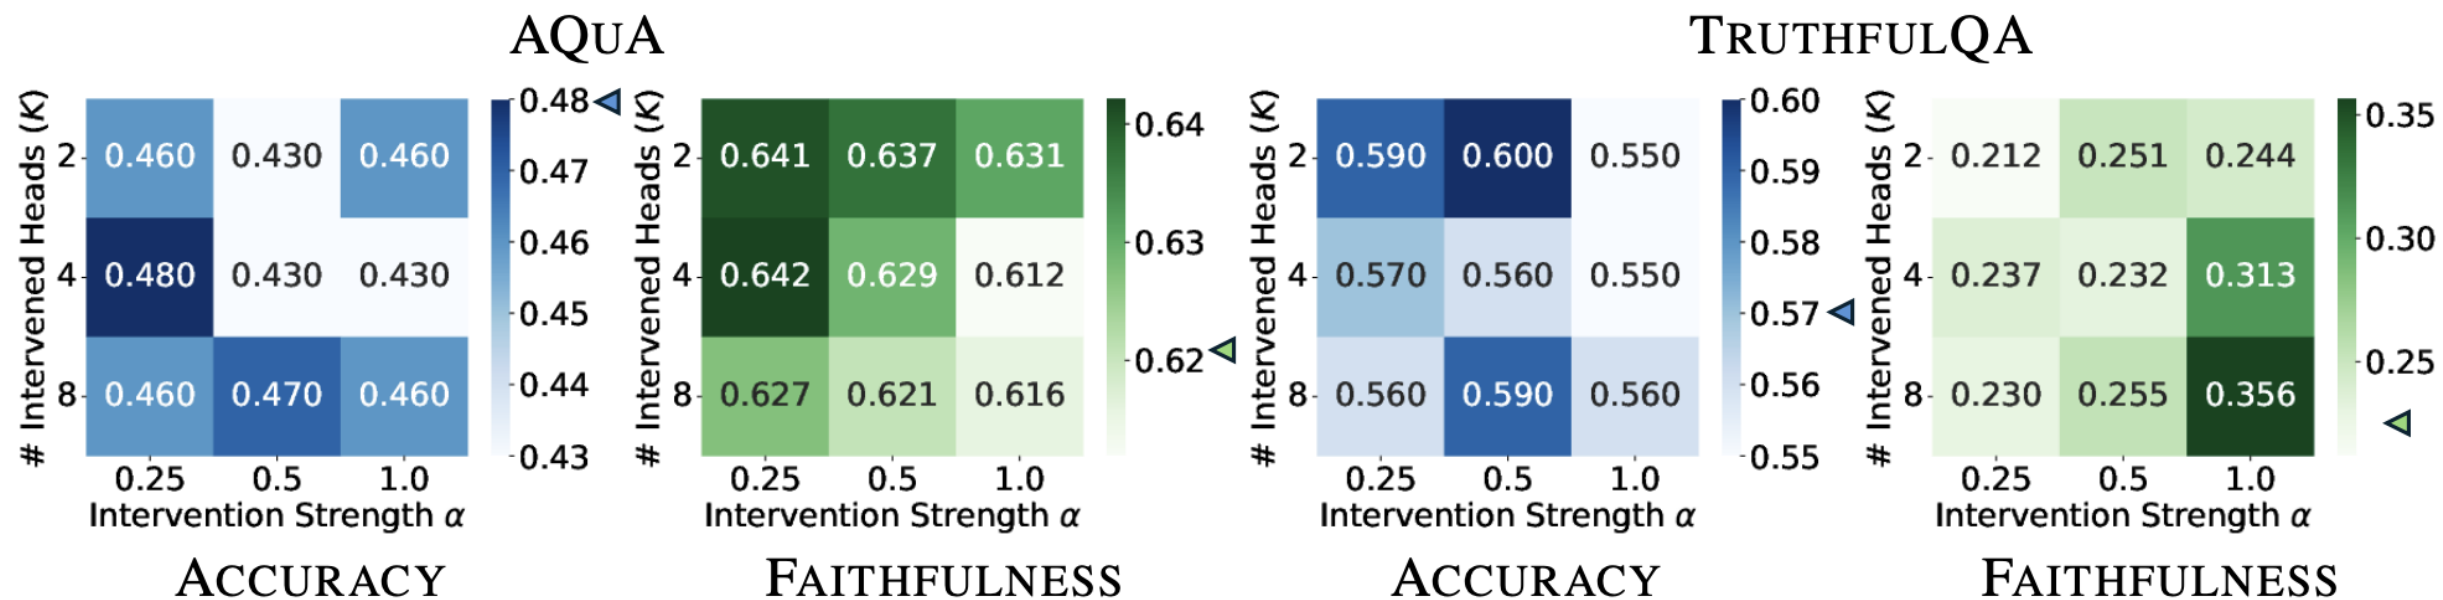 AQUA
TRUTHFULQA
# Intervened Heads (K)
2
4
8
0.460 0.430 0.460
0.480 0.430 0.430
0.460 0.470 0.460
0.25 0.5 1.0
Intervention Strength α
0.48
0.47
0.46
0.45
0.44
0.43
ACCURACY
# Intervened Heads (K)
2
4
8
0.641 0.637 0.631
0.642 0.629 0.612
0.627 0.621 0.616
0.25 0.5 1.0
Intervention Strength α
0.64
0.63
0.62
FAITHFULNESS
# Intervened Heads (K)
2
4
8
0.590 0.600 0.550
0.570 0.560 0.550
0.560 0.590 0.560
0.25 0.5 1.0
Intervention Strength α
0.60
0.59
0.58
0.57
0.56
0.55
ACCURACY
# Intervened Heads (K)
2
4
8
0.212 0.251 0.244
0.237 0.232 0.313
0.230 0.255 0.356
0.25 0.5 1.0
Intervention Strength α
0.35
0.30
0.25
FAITHFULNESS